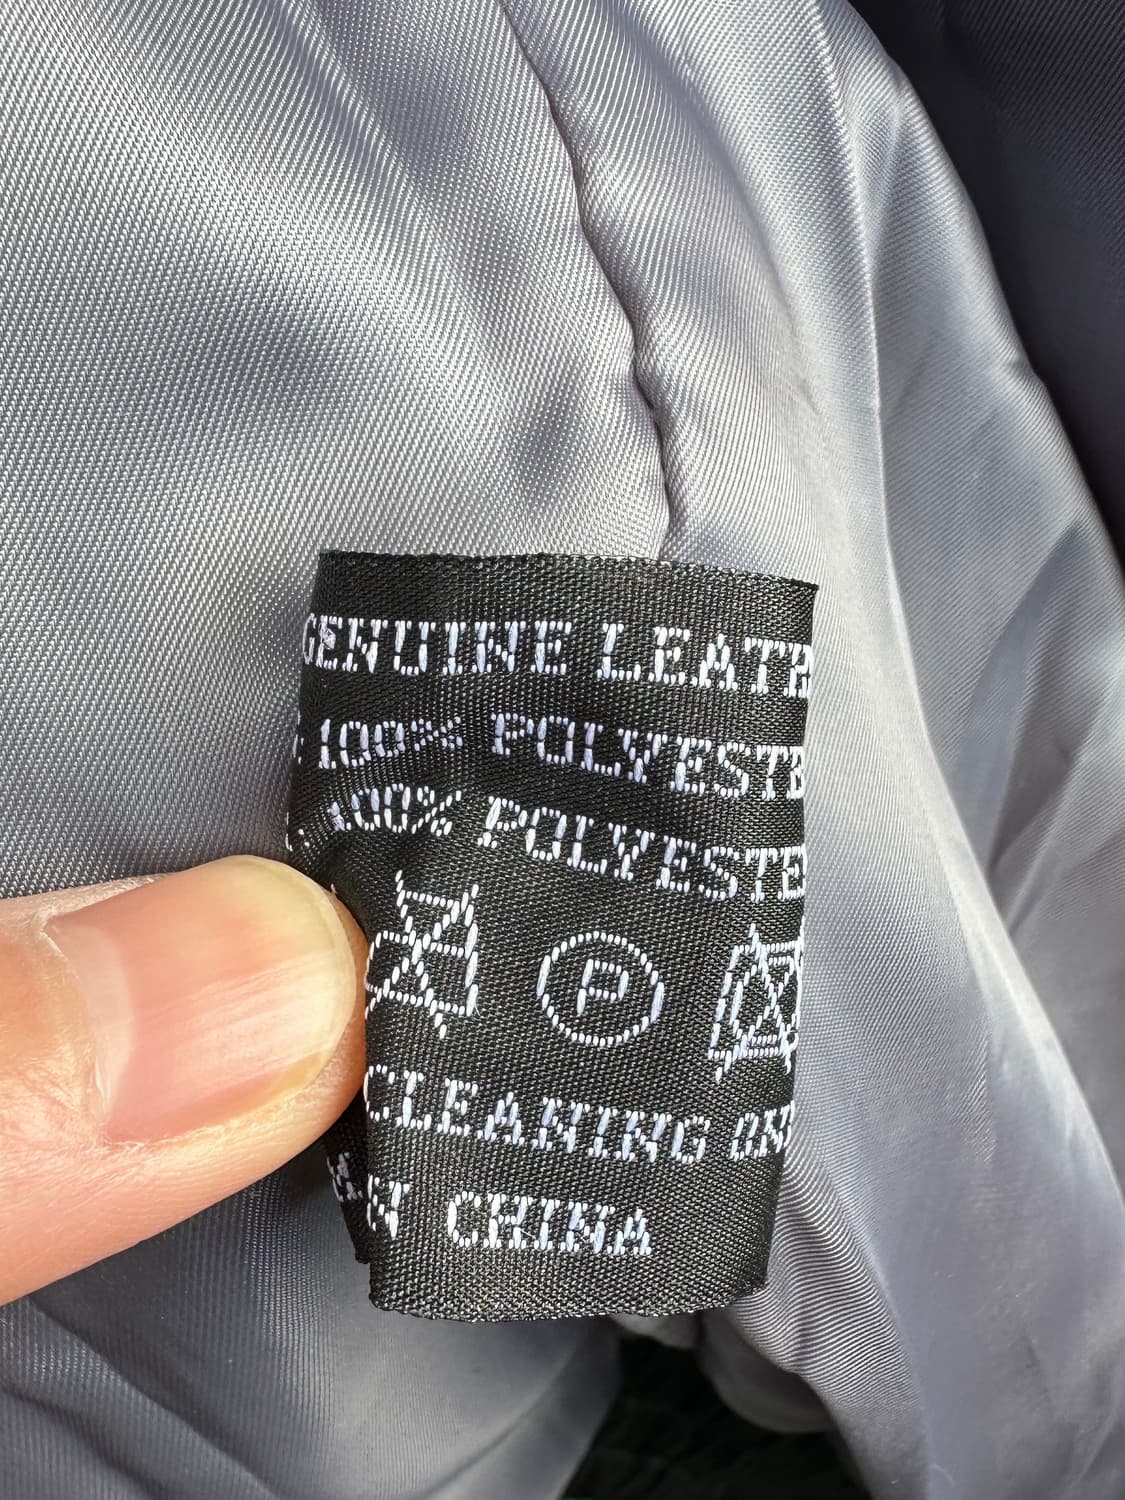 GENUINE LEATH
: 100% POLYESTE
: 100% POLYESTE
P
CLEANING ON
N CHINA